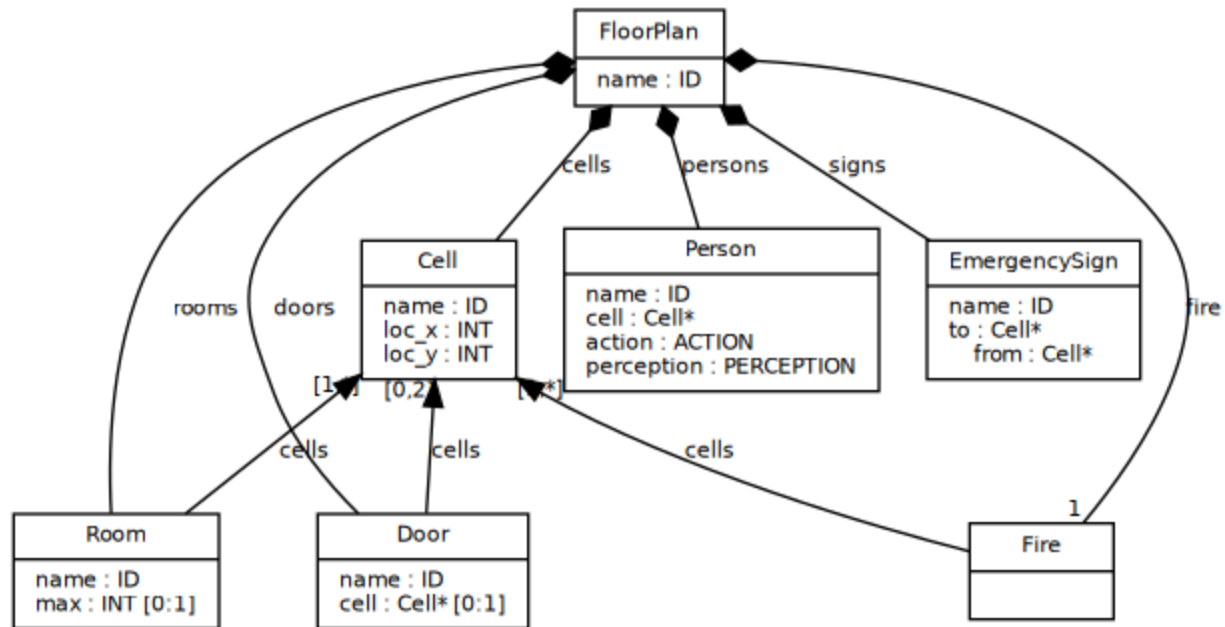 FloorPlan
name : ID
cells
persons
signs
rooms
doors
fire
Cell
name : ID
loc_x : INT
loc_y : INT
Person
name : ID
cell : Cell*
action : ACTION
perception : PERCEPTION
EmergencySign
name : ID
to : Cell*
from : Cell*
[0,2
cells
cells
cells
1
Room
name : ID
max : INT [0:1]
Door
name : ID
cell : Cell* [0:1]
Fire